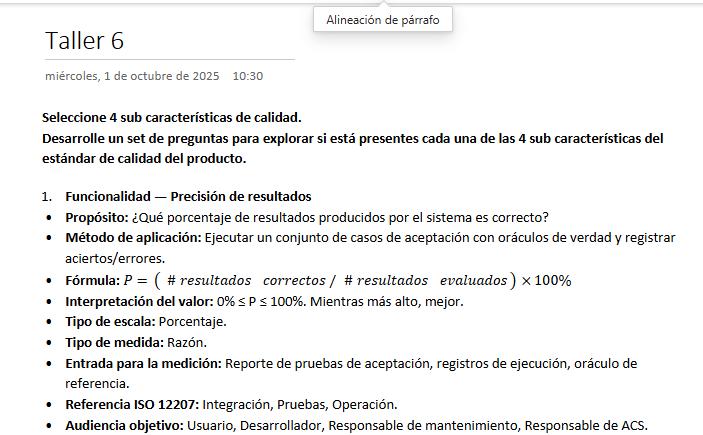 Alineación de párrafo
Taller 6
miércoles, 1 de octubre de 2025 10:30
Seleccione 4 sub características de calidad.
Desarrolle un set de preguntas para explorar si está presentes cada una de las 4 sub características del
estándar de calidad del producto.
1. Funcionalidad — Precisión de resultados
• Propósito: ¿Qué porcentaje de resultados producidos por el sistema es correcto?
• Método de aplicación: Ejecutar un conjunto de casos de aceptación con oráculos de verdad y registrar
aciertos/errores.
• Fórmula: P = ( # resultados correctos / # resultados evaluados ) × 100%
• Interpretación del valor: 0% ≤ P ≤ 100%. Mientras más alto, mejor.
• Tipo de escala: Porcentaje.
• Tipo de medida: Razón.
• Entrada para la medición: Reporte de pruebas de aceptación, registros de ejecución, oráculo de
referencia.
• Referencia ISO 12207: Integración, Pruebas, Operación.
• Audiencia objetivo: Usuario, Desarrollador, Responsable de mantenimiento, Responsable de ACS.